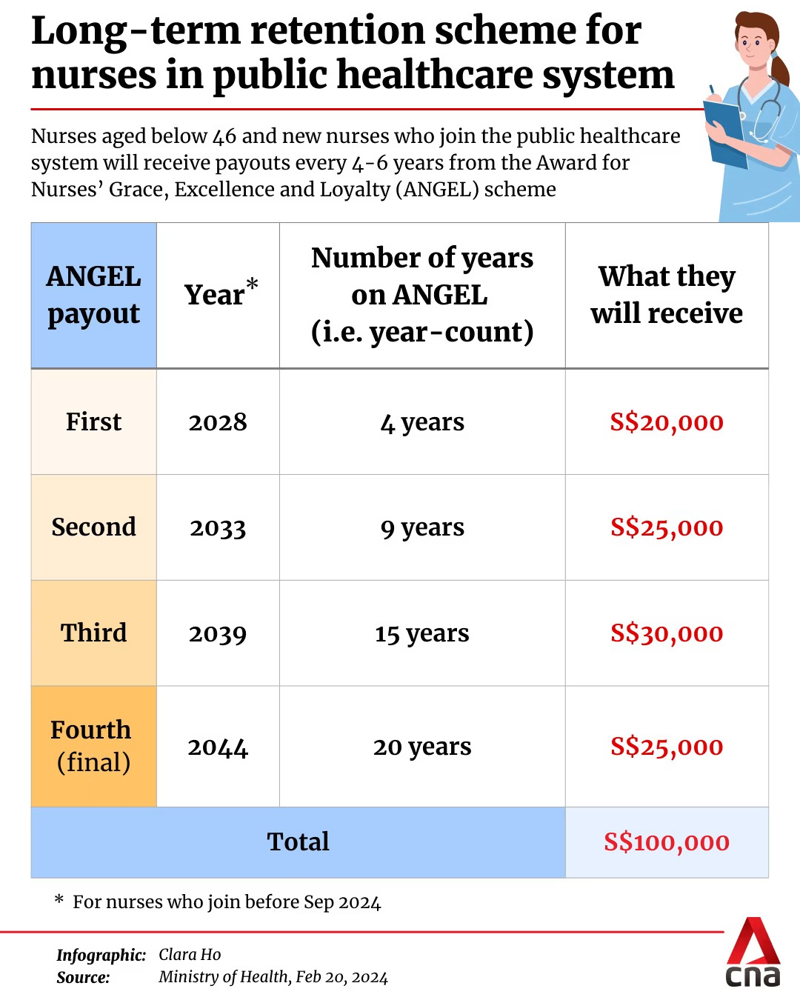 Long-term retention scheme for
nurses in public healthcare system
Nurses aged below 46 and new nurses who join the public healthcare
system will receive payouts every 4-6 years from the Award for
Nurses’ Grace, Excellence and Loyalty (ANGEL) scheme
ANGEL
payout
Year*
Number of years
on ANGEL
(i.e. year-count)
What they
will receive
First
2028
4 years
S$20,000
Second
2033
9 years
S$25,000
Third
2039
15 years
S$30,000
Fourth
(final)
2044
20 years
S$25,000
Total
S$100,000
* For nurses who join before Sep 2024
Infographic: Clara Ho
Source: Ministry of Health, Feb 20, 2024
cna